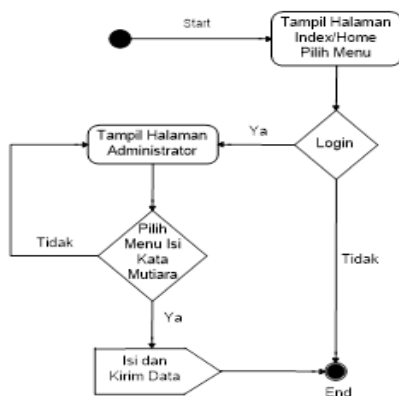 Start
Tampil Halaman
Index/Home
Pilih Menu
Ya
Login
Tampil Halaman
Administrator
Tidak
Pilih
Menu Isi
Kata
Mutiara
Tidak
Ya
Isi dan
Kirim Data
End